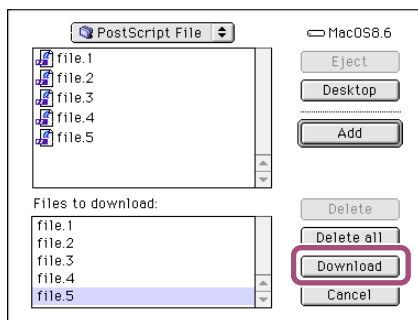 PostScript File
MacOS8.6
file.1
file.2
file.3
file.4
file.5
Eject
Desktop
Add
Files to download:
file.1
file.2
file.3
file.4
file.5
Delete
Delete all
Download
Cancel